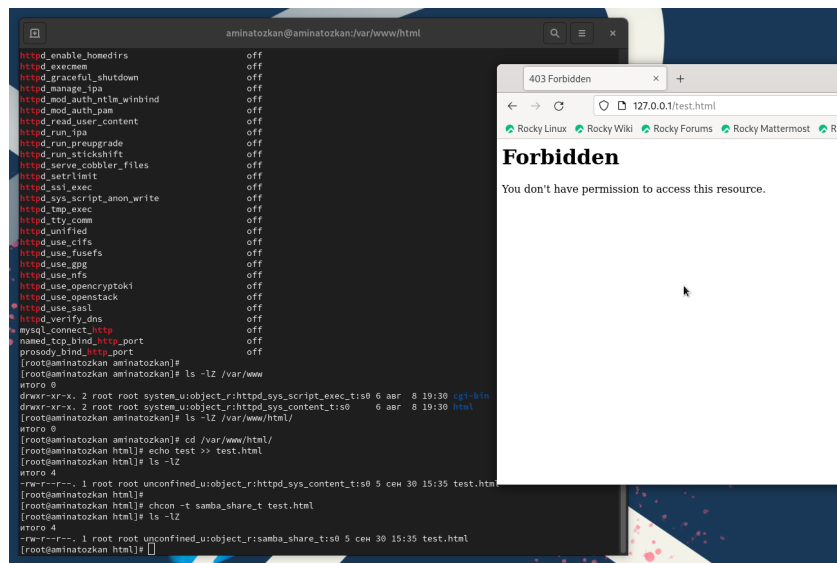 aminatozkan@aminatozkan:/var/www/html
httpd_enable_homedirs off
httpd_execmem off
httpd_graceful_shutdown off
httpd_manage_ipa off
httpd_mod_auth_ntlm_winbind off
httpd_mod_auth_pam off
httpd_read_user_content off
httpd_run_ipa off
httpd_run_preupgrade off
httpd_run_stickshift off
httpd_serve_cobbler_files off
httpd_setrlimit off
httpd_ssi_exec off
httpd_sys_script_anon_write off
httpd_tmp_exec off
httpd_tty_comm off
httpd_unified off
httpd_use_cifs off
httpd_use_fusefs off
httpd_use_gpg off
httpd_use_nfs off
httpd_use_opencryptoki off
httpd_use_openstack off
httpd_use_sasl off
httpd_verify_dns off
mysql_connect_http off
named_tcp_bind_http_port off
prosody_bind_http_port off
[root@aminatozkan aminatozkan]#
[root@aminatozkan aminatozkan]# ls -lZ /var/www
итого 0
drwxr-xr-x. 2 root root system_u:object_r:httpd_sys_script_exec_t:s0 6 авг 8 19:30 cgi-bin
drwxr-xr-x. 2 root root system_u:object_r:httpd_sys_content_t:s0 6 авг 8 19:30 html
[root@aminatozkan aminatozkan]# ls -lZ /var/www/html/
итого 0
[root@aminatozkan aminatozkan]# cd /var/www/html/
[root@aminatozkan html]# echo test >> test.html
[root@aminatozkan html]# ls -lZ
итого 4
-rw-r--r--. 1 root root unconfined_u:object_r:httpd_sys_content_t:s0 5 сен 30 15:35 test.html
[root@aminatozkan html]#
[root@aminatozkan html]# chcon -t samba_share_t test.html
[root@aminatozkan html]# ls -lZ
итого 4
-rw-r--r--. 1 root root unconfined_u:object_r:samba_share_t:s0 5 сен 30 15:35 test.html
[root@aminatozkan html]#
403 Forbidden
127.0.0.1/test.html
Rocky Linux Rocky Wiki Rocky Forums Rocky Mattermost R
Forbidden
You don't have permission to access this resource.